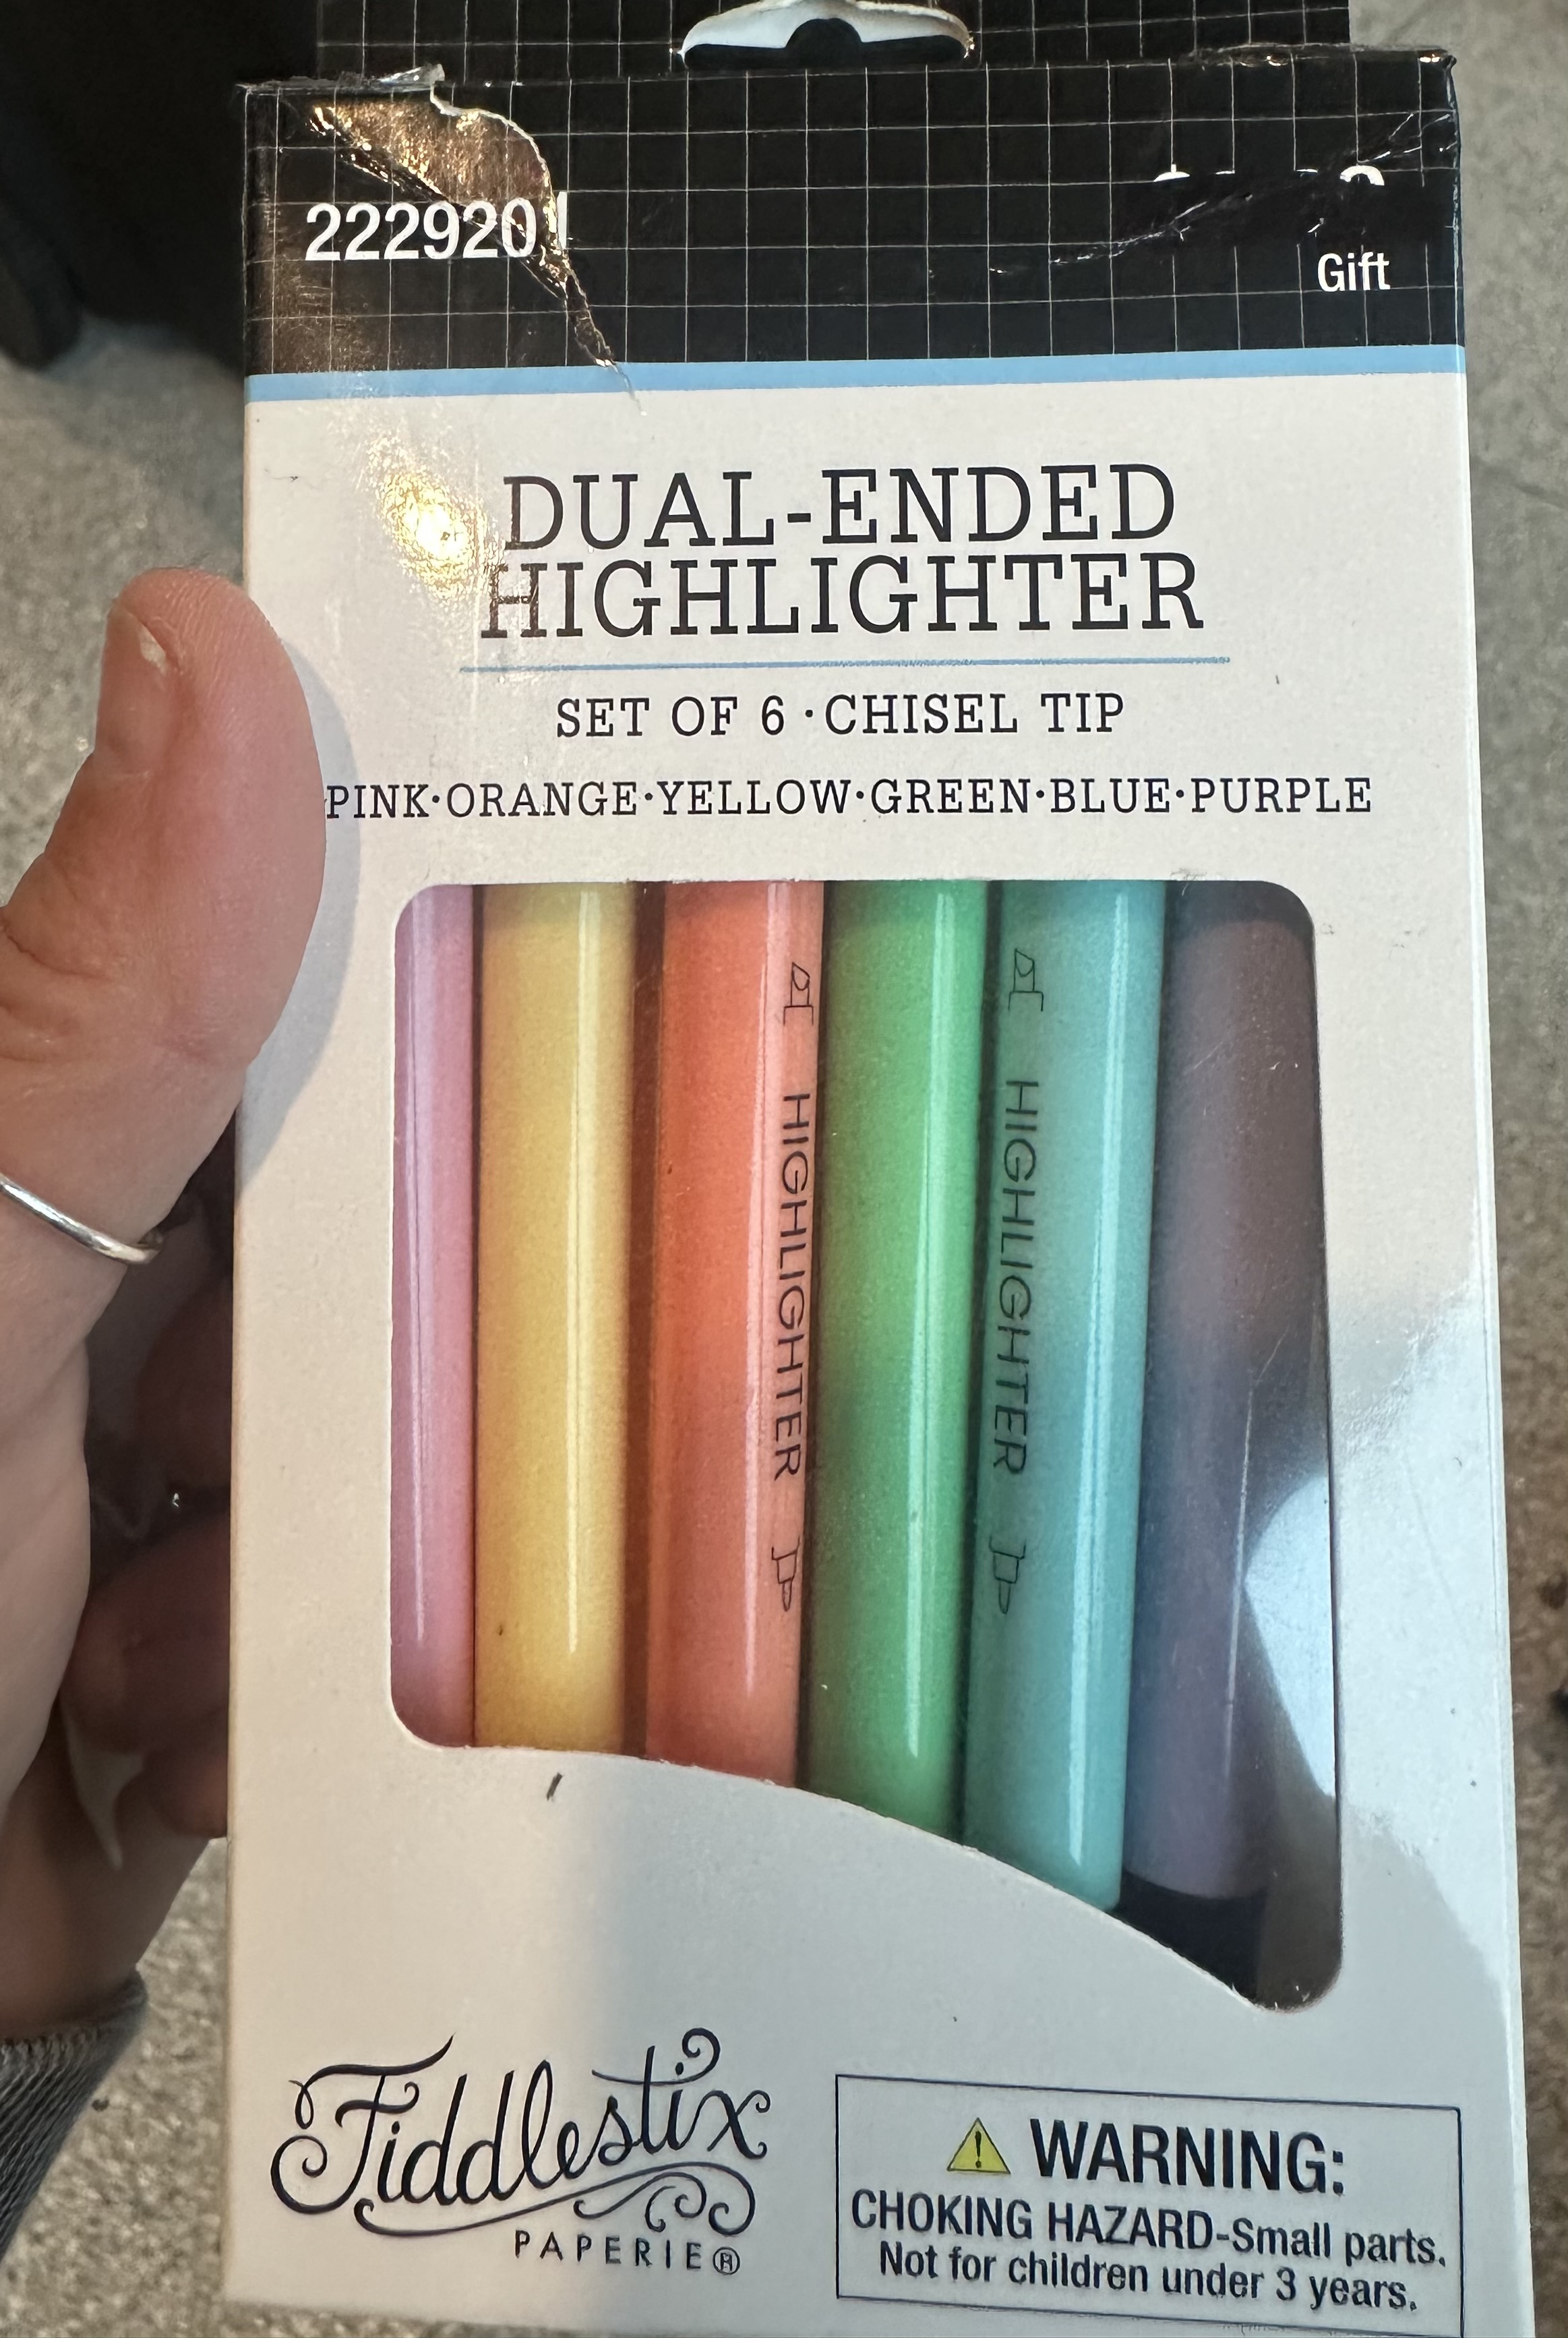 2229201
Gift
DUAL-ENDED
HIGHLIGHTER
SET OF 6 · CHISEL TIP
PINK·ORANGE·YELLOW·GREEN·BLUE·PURPLE
HIGHLIGHTER
HIGHLIGHTER
Fiddlestix
PAPERIE®
WARNING:
CHOKING HAZARD-Small parts.
Not for children under 3 years.